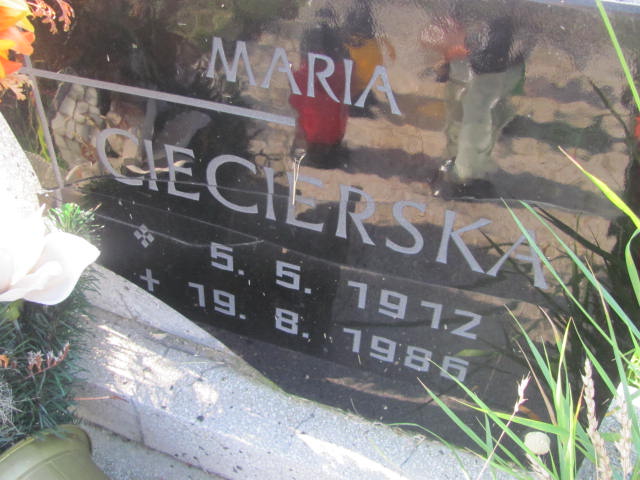 MARIA
CIECIERSKA
5. 5. 1912
+ 19. 8. 1986